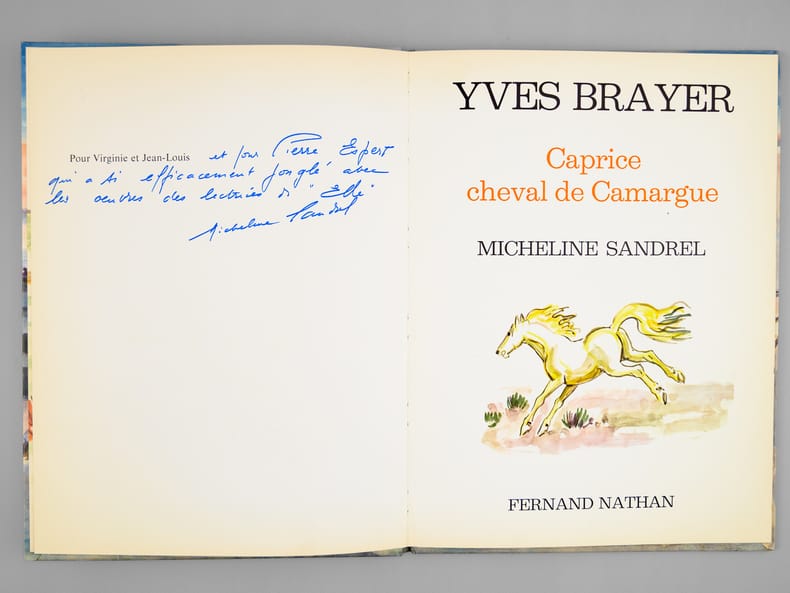 Pour Virginie et Jean-Louis et pour Pierre Espert
qui a si efficacement jonglé avec
les oeuvres des lectrices de "Elle"
Micheline Sandrel
YVES BRAYER
Caprice
cheval de Camargue
MICHELINE SANDREL
FERNAND NATHAN